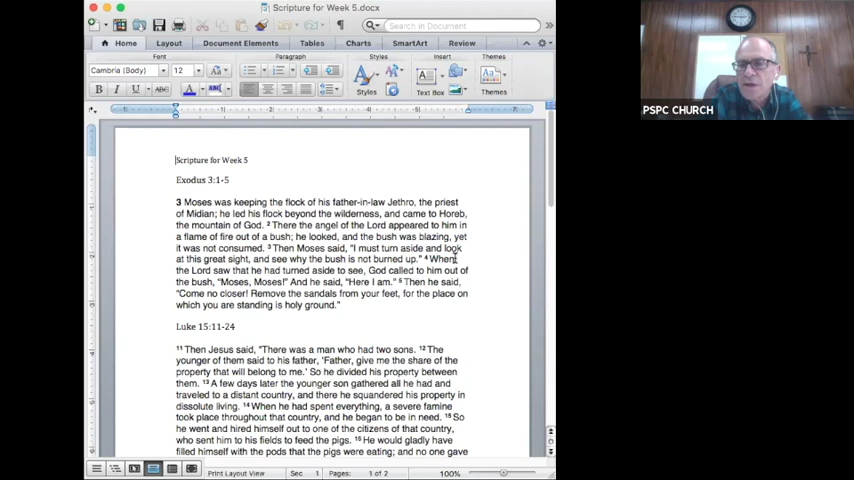 Scripture for Week 5.docx
Search in Document
Home Layout Document Elements Tables Charts SmartArt Review
Font Paragraph Styles Insert Themes
Cambria (Body) 12
B I U ABC A
Styles Text Box Themes
Scripture for Week 5
Exodus 3:1-5
3 Moses was keeping the flock of his father-in-law Jethro, the priest
of Midian; he led his flock beyond the wilderness, and came to Horeb,
the mountain of God. 2 There the angel of the Lord appeared to him in
a flame of fire out of a bush; he looked, and the bush was blazing, yet
it was not consumed. 3 Then Moses said, "I must turn aside and look
at this great sight, and see why the bush is not burned up." 4 When
the Lord saw that he had turned aside to see, God called to him out of
the bush, "Moses, Moses!" And he said, "Here I am." 5 Then he said,
"Come no closer! Remove the sandals from your feet, for the place on
which you are standing is holy ground."
Luke 15:11-24
11 Then Jesus said, "There was a man who had two sons. 12 The
younger of them said to his father, 'Father, give me the share of the
property that will belong to me.' So he divided his property between
them. 13 A few days later the younger son gathered all he had and
traveled to a distant country, and there he squandered his property in
dissolute living. 14 When he had spent everything, a severe famine
took place throughout that country, and he began to be in need. 15 So
he went and hired himself out to one of the citizens of that country,
who sent him to his fields to feed the pigs. 16 He would gladly have
filled himself with the pods that the pigs were eating; and no one gave
Print Layout View Sec 1 Pages: 1 of 2 100%
PSPC CHURCH